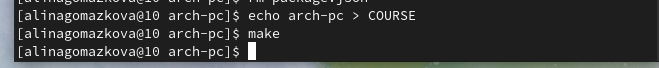 [alinagomazkova@10 arch-pc]$ rm package.json
[alinagomazkova@10 arch-pc]$ echo arch-pc > COURSE
[alinagomazkova@10 arch-pc]$ make
[alinagomazkova@10 arch-pc]$